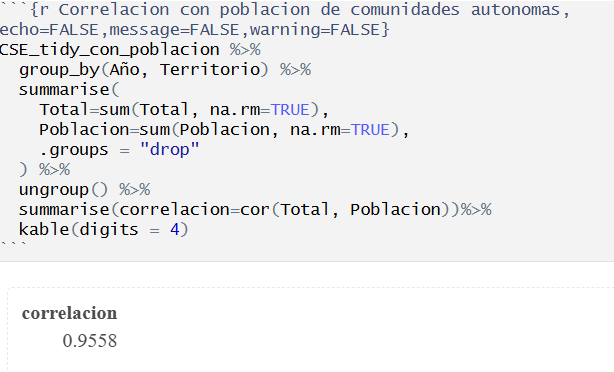 ```{r Correlacion con poblacion de comunidades autonomas,
echo=FALSE,message=FALSE,warning=FALSE}
CSE_tidy_con_poblacion %>%
  group_by(Año, Territorio) %>%
  summarise(
    Total=sum(Total, na.rm=TRUE),
    Poblacion=sum(Poblacion, na.rm=TRUE),
    .groups = "drop"
  ) %>%
  ungroup() %>%
  summarise(correlacion=cor(Total, Poblacion))%>%
  kable(digits = 4)
```
correlacion
0.9558